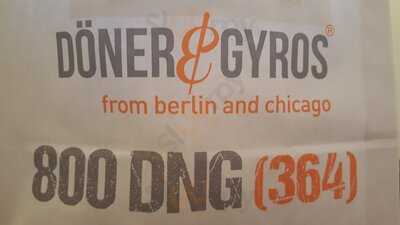 DÖNER & GYROS®
from berlin and chicago
800 DNG (364)